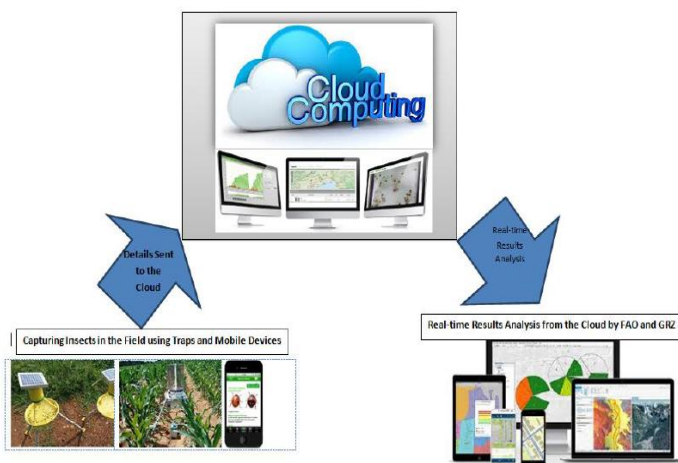 Cloud
Computing
Details Sent
to the
Cloud
Real-time
Results
Analysis
Capturing Insects in the Field using Traps and Mobile Devices
Real-time Results Analysis from the Cloud by FAO and GRZ